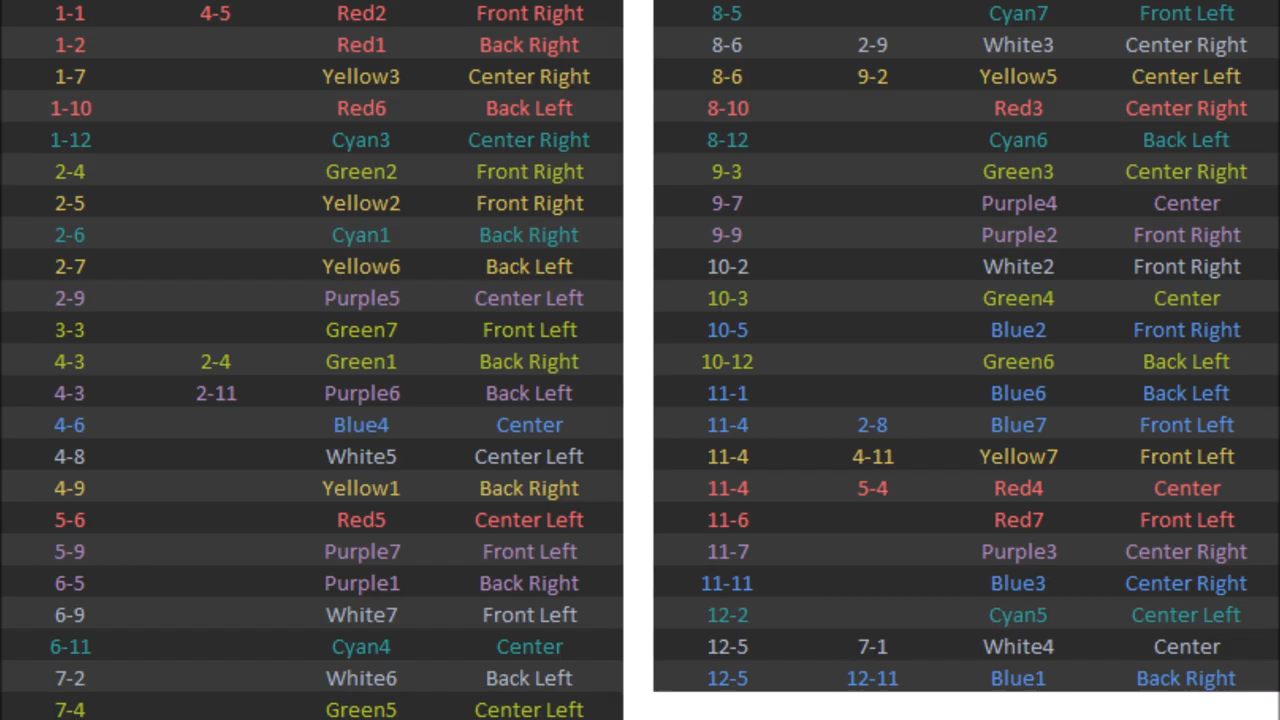 1-1 4-5 Red2 Front Right
1-2 Red1 Back Right
1-7 Yellow3 Center Right
1-10 Red6 Back Left
1-12 Cyan3 Center Right
2-4 Green2 Front Right
2-5 Yellow2 Front Right
2-6 Cyan1 Back Right
2-7 Yellow6 Back Left
2-9 Purple5 Center Left
3-3 Green7 Front Left
4-3 2-4 Green1 Back Right
4-3 2-11 Purple6 Back Left
4-6 Blue4 Center
4-8 White5 Center Left
4-9 Yellow1 Back Right
5-6 Red5 Center Left
5-9 Purple7 Front Left
6-5 Purple1 Back Right
6-9 White7 Front Left
6-11 Cyan4 Center
7-2 White6 Back Left
7-4 Green5 Center Left
8-5 Cyan7 Front Left
8-6 2-9 White3 Center Right
8-6 9-2 Yellow5 Center Left
8-10 Red3 Center Right
8-12 Cyan6 Back Left
9-3 Green3 Center Right
9-7 Purple4 Center
9-9 Purple2 Front Right
10-2 White2 Front Right
10-3 Green4 Center
10-5 Blue2 Front Right
10-12 Green6 Back Left
11-1 Blue6 Back Left
11-4 2-8 Blue7 Front Left
11-4 4-11 Yellow7 Front Left
11-4 5-4 Red4 Center
11-6 Red7 Front Left
11-7 Purple3 Center Right
11-11 Blue3 Center Right
12-2 Cyan5 Center Left
12-5 7-1 White4 Center
12-5 12-11 Blue1 Back Right